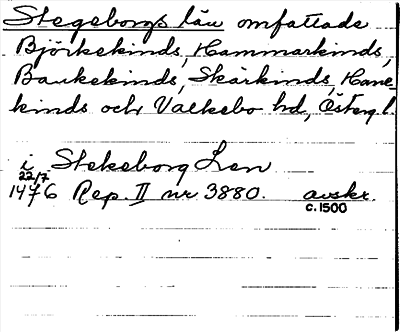 Stegeborgs län omfattade
Björkekinds, Hammarkinds,
Bankekinds, Skärkinds, Hane-
kinds och Valkebo hd, Östergl.
i Stekeborg Len
22/7
1476 Rep. II nr 3880. avskr.
c. 1500